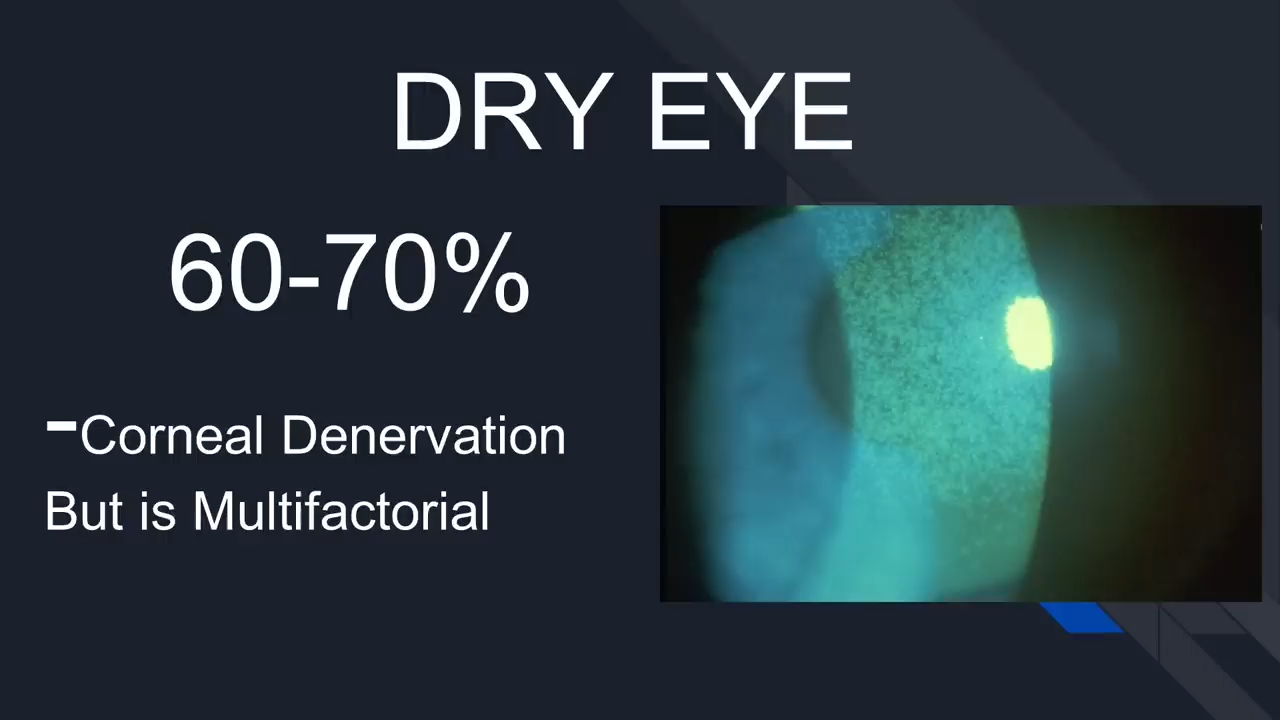 DRY EYE
60-70%
-Corneal Denervation
But is Multifactorial